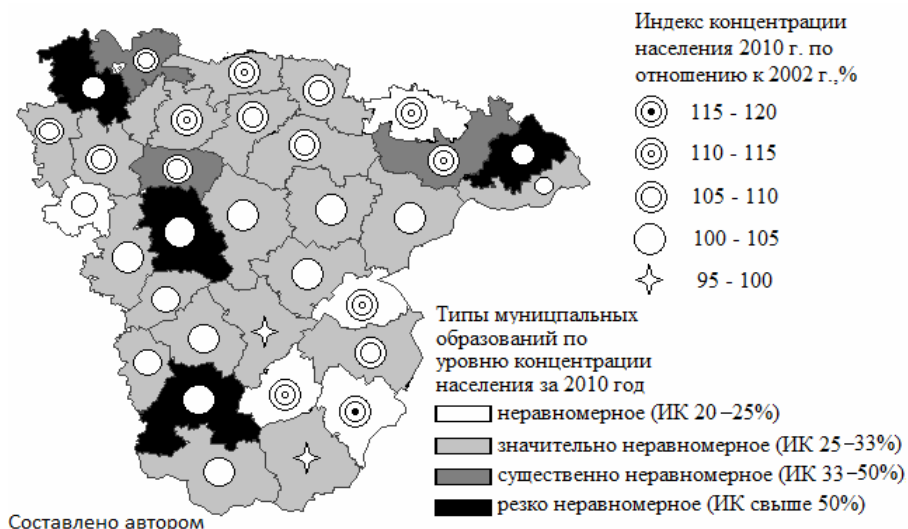 Индекс концентрации
населения 2010 г. по
отношению к 2002 г.,%
115 - 120
110 - 115
105 - 110
100 - 105
95 - 100
Типы муниципальных
образований по
уровню концентрации
населения за 2010 год
неравномерное (ИК 20 –25%)
значительно неравномерное (ИК 25–33%)
существенно неравномерное (ИК 33–50%)
резко неравномерное (ИК свыше 50%)
Составлено автором